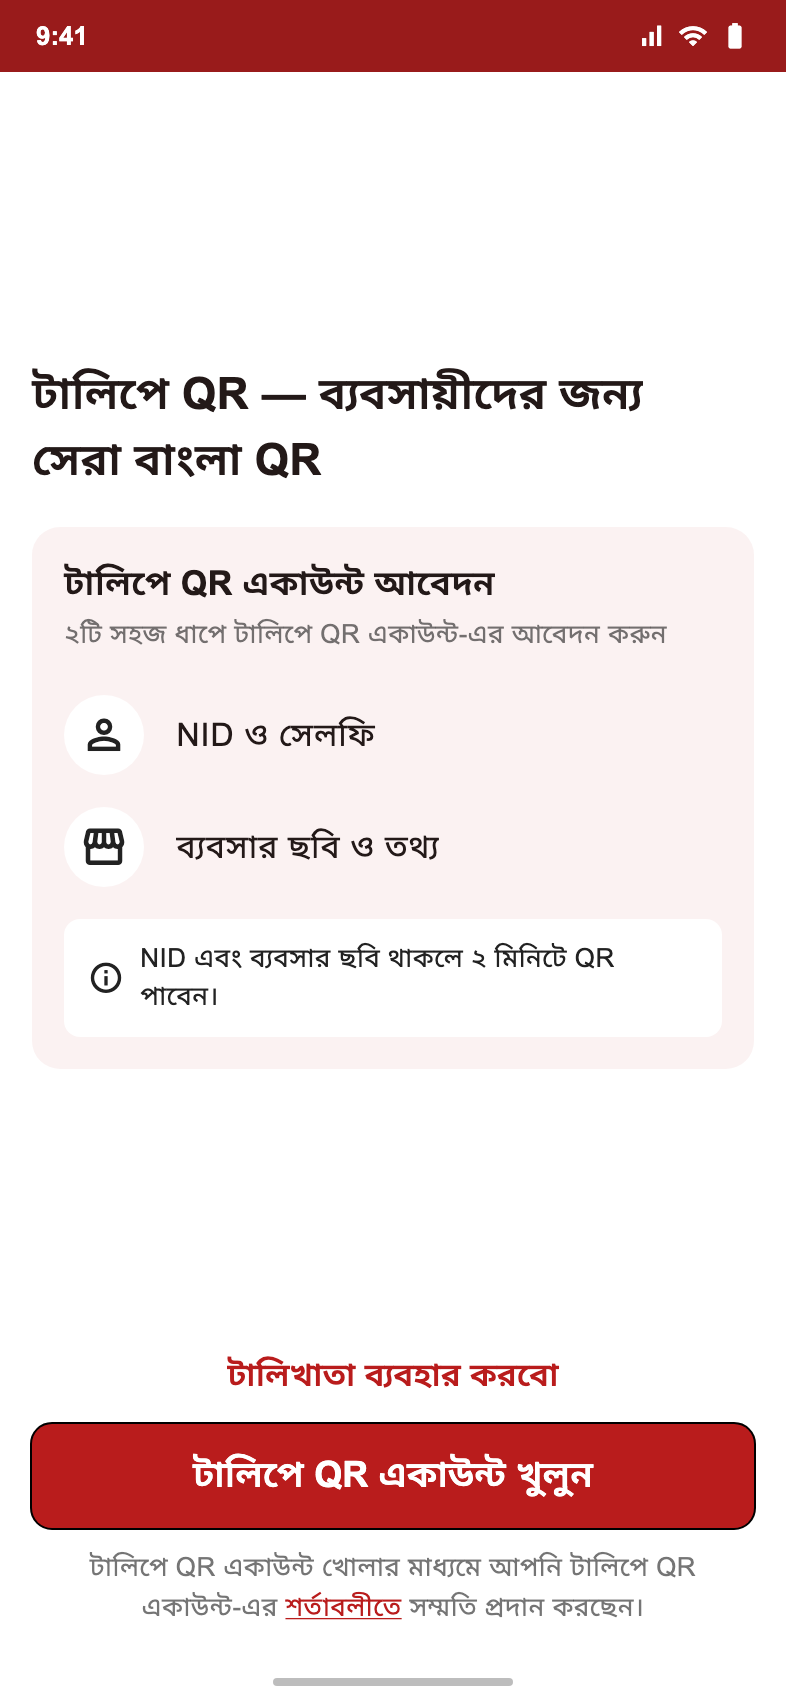 9:41
টালিপে QR — ব্যবসায়ীদের জন্য
সেরা বাংলা QR
টালিপে QR একাউন্ট আবেদন
২টি সহজ ধাপে টালিপে QR একাউন্ট-এর আবেদন করুন
NID ও সেলফি
ব্যবসার ছবি ও তথ্য
NID এবং ব্যবসার ছবি থাকলে ২ মিনিটে QR
পাবেন।
টালিখাতা ব্যবহার করবো
টালিপে QR একাউন্ট খুলুন
টালিপে QR একাউন্ট খোলার মাধ্যমে আপনি টালিপে QR
একাউন্ট-এর শর্তাবলীতে সম্মতি প্রদান করছেন।